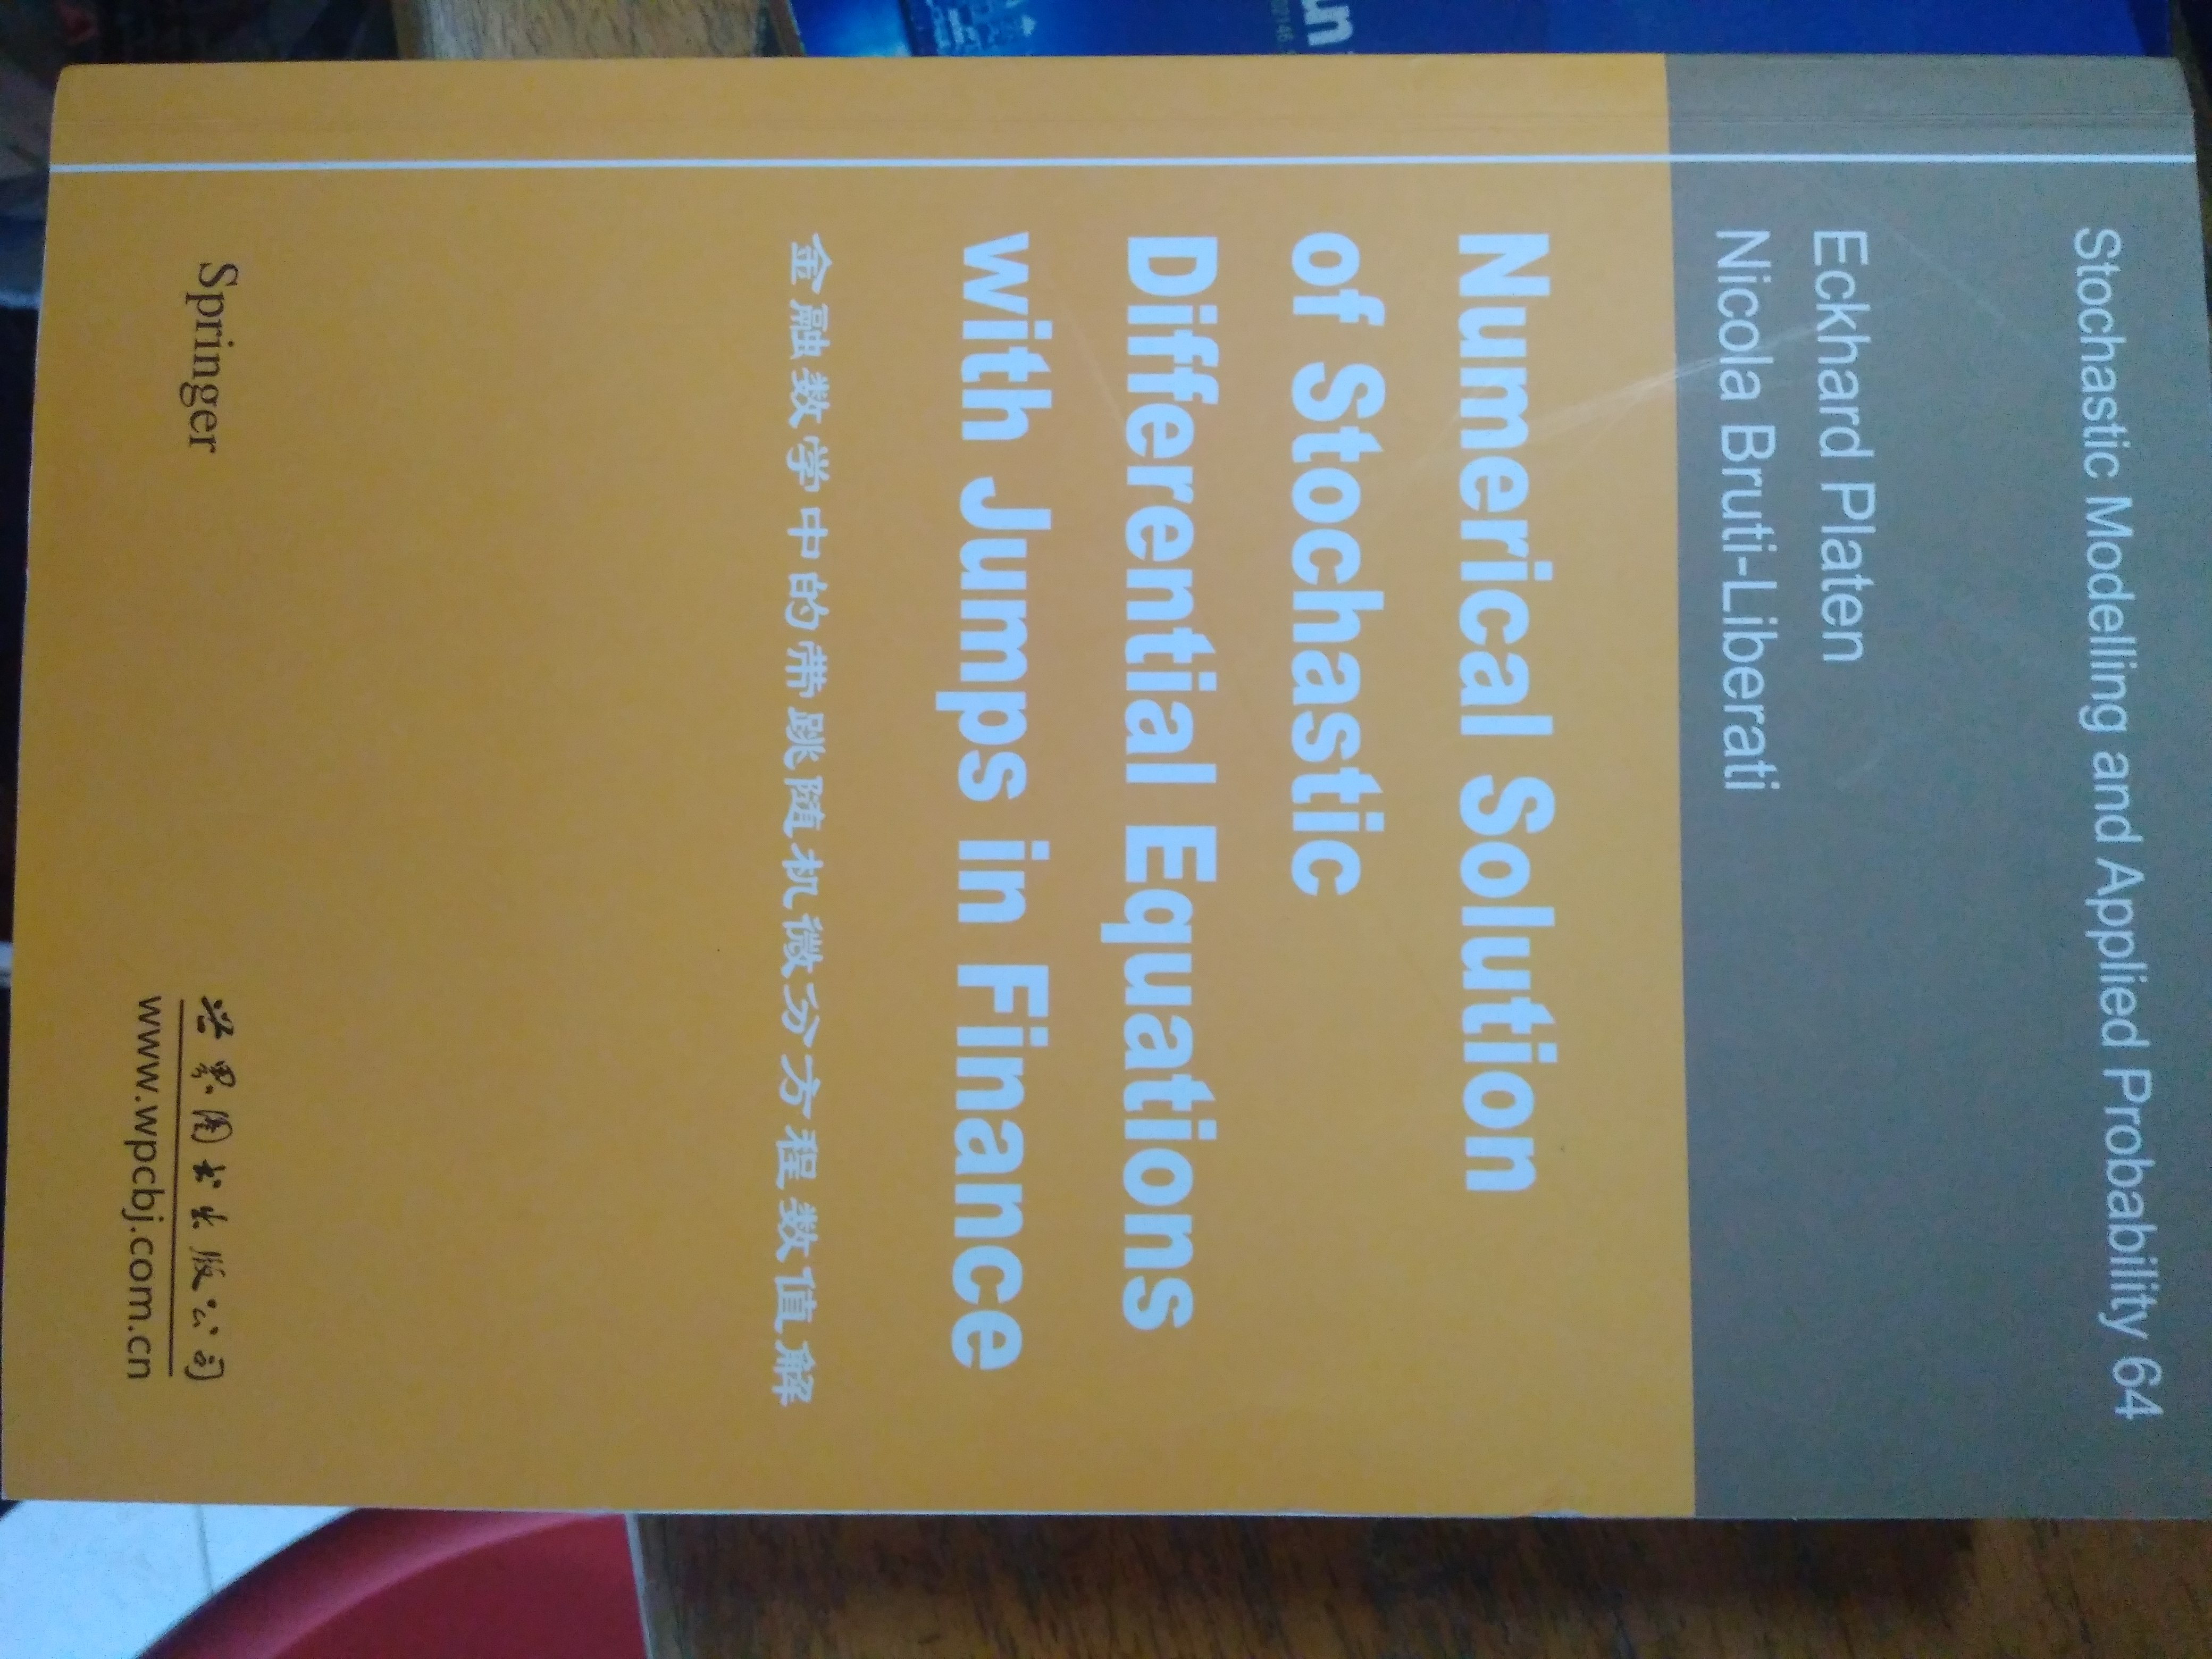 Stochastic Modelling and Applied Probability 64
Eckhard Platen
Nicola Bruti-Liberati
Numerical Solution
of Stochastic
Differential Equations
with Jumps in Finance
金融数学中的带跳随机微分方程数值解
Springer
世界图书出版公司
www.wpcbj.com.cn